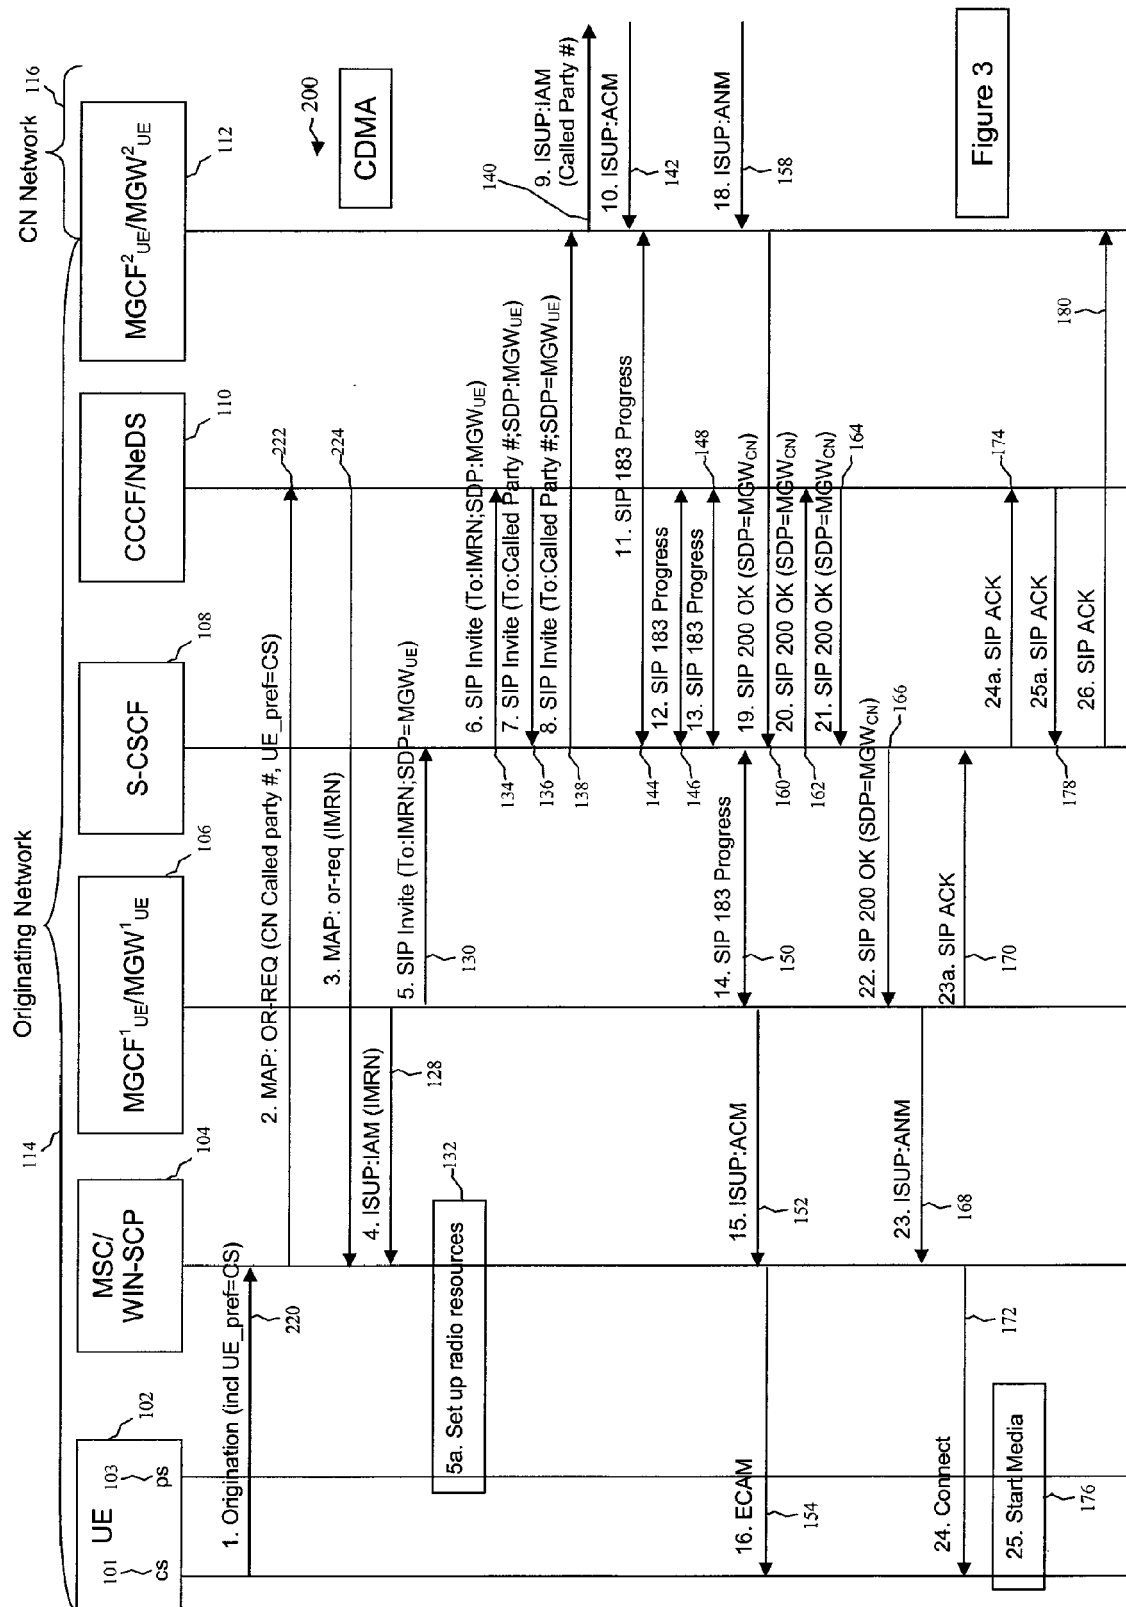 Originating Network
114
CN Network
116
UE
101
cs
103
ps
102
MSC/
WIN-SCP
104
MGCF¹UE/MGW¹UE
106
S-CSCF
108
CCCF/NeDS
110
MGCF²UE/MGW²UE
112
200
CDMA
1. Origination (incl UE_pref=CS)
220
2. MAP: OR-REQ (CN Called party #, UE_pref=CS)
222
3. MAP: or-req (IMRN)
224
4. ISUP:IAM (IMRN)
128
5. SIP Invite (To:IMRN;SDP=MGWUE)
130
5a. Set up radio resources
132
6. SIP Invite (To:IMRN;SDP:MGWUE)
134
7. SIP Invite (To:Called Party #;SDP:MGWUE)
136
8. SIP Invite (To:Called Party #;SDP=MGWUE)
138
9. ISUP:IAM
(Called Party #)
140
10. ISUP:ACM
142
11. SIP 183 Progress
144
12. SIP 183 Progress
146
13. SIP 183 Progress
148
14. SIP 183 Progress
150
15. ISUP:ACM
152
16. ECAM
154
18. ISUP:ANM
158
19. SIP 200 OK (SDP=MGWCN)
160
20. SIP 200 OK (SDP=MGWCN)
162
21. SIP 200 OK (SDP=MGWCN)
164
22. SIP 200 OK (SDP=MGWCN)
166
23. ISUP:ANM
168
23a. SIP ACK
170
24. Connect
172
24a. SIP ACK
174
25. Start Media
176
25a. SIP ACK
178
26. SIP ACK
180
Figure 3